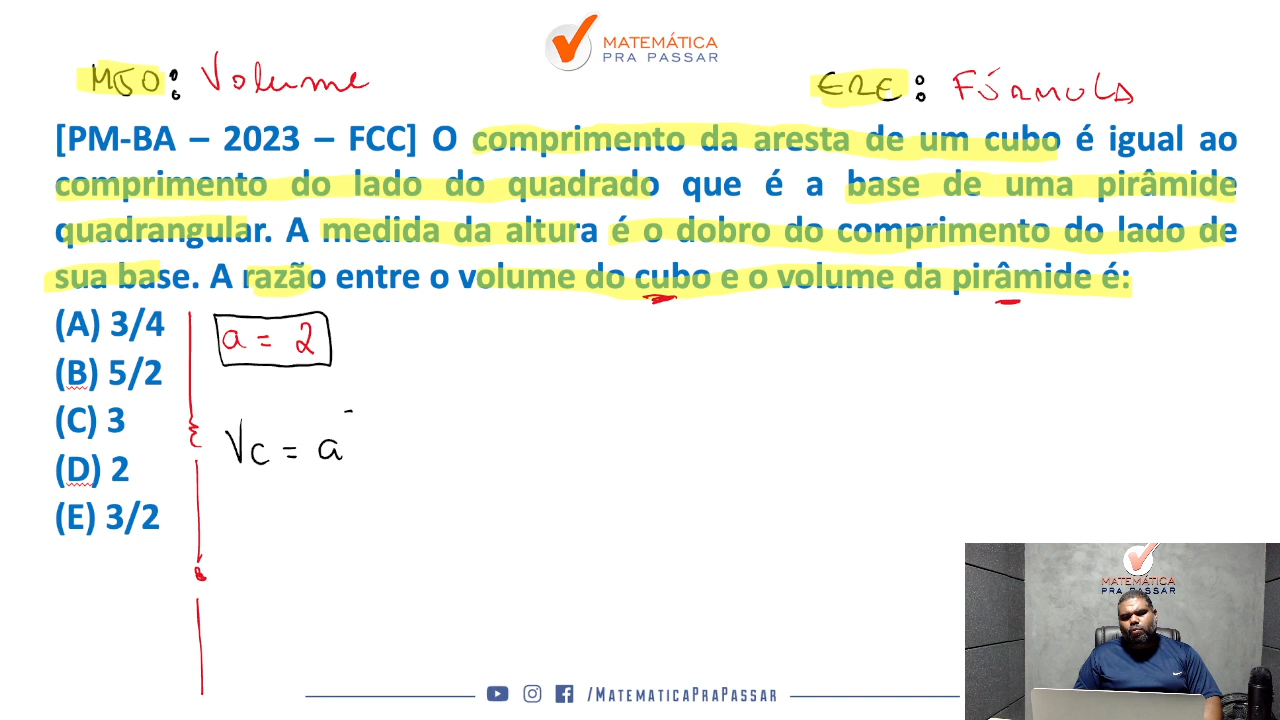 MATEMÁTICA
PRA PASSAR
M50: Volume
ERE: FÓRMULA
[PM-BA – 2023 – FCC] O comprimento da aresta de um cubo é igual ao
comprimento do lado do quadrado que é a base de uma pirâmide
quadrangular. A medida da altura é o dobro do comprimento do lado de
sua base. A razão entre o volume do cubo e o volume da pirâmide é:
(A) 3/4
(B) 5/2
(C) 3
(D) 2
(E) 3/2
a = 2
Vc = a
MATEMÁTICA
PRA PASSAR
/MATEMATICAPRAPASSAR